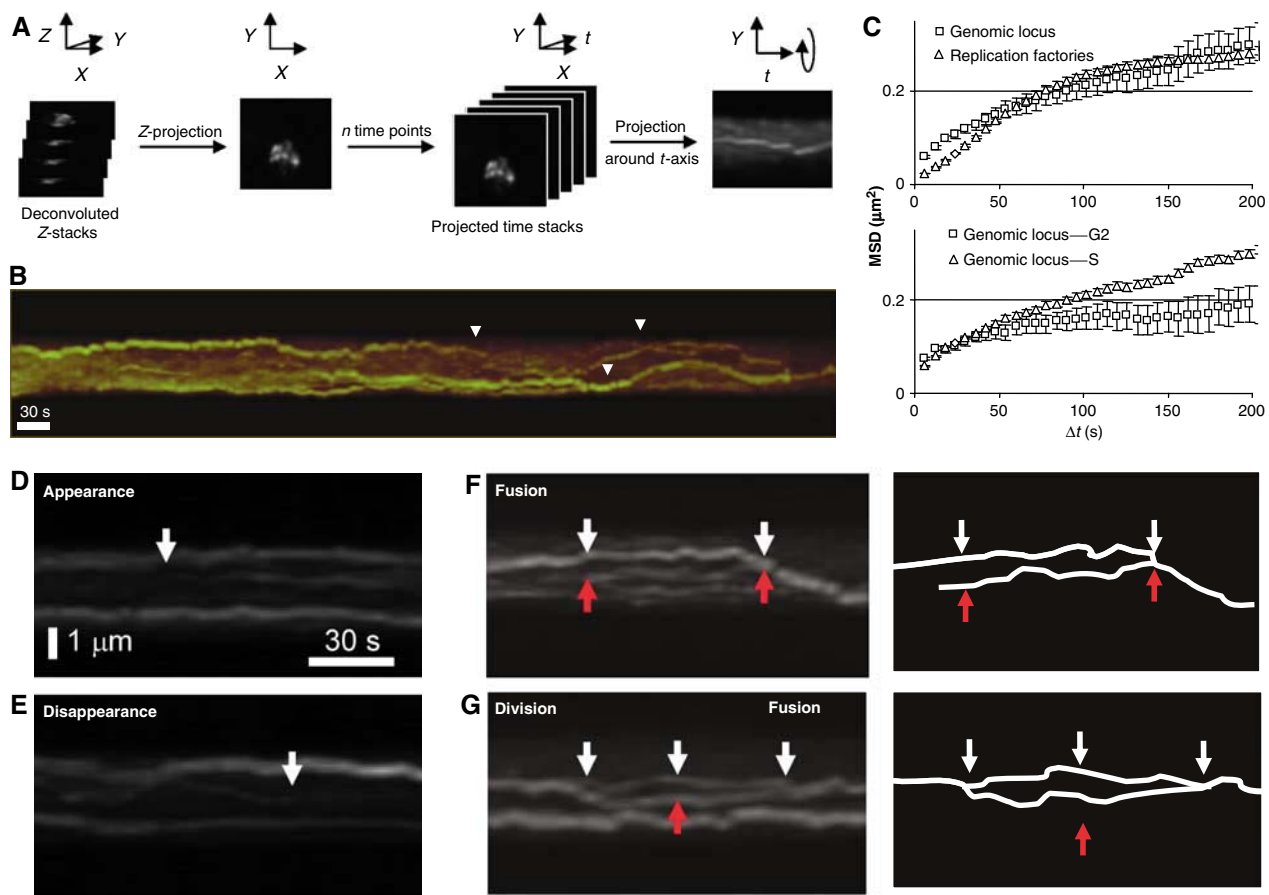 A
Z
Y
X
Y
X
Y
t
X
Y
t
Z-projection
n time points
Projection
around t-axis
Deconvoluted
Z-stacks
Projected time stacks
B
30 s
C
Genomic locus
Replication factories
0.2
0
0
50
100
150
200
MSD (µm²)
Genomic locus—G2
Genomic locus—S
0.2
0
0
50
100
150
200
Δt (s)
D
Appearance
1 µm
30 s
E
Disappearance
F
Fusion
G
Division
Fusion